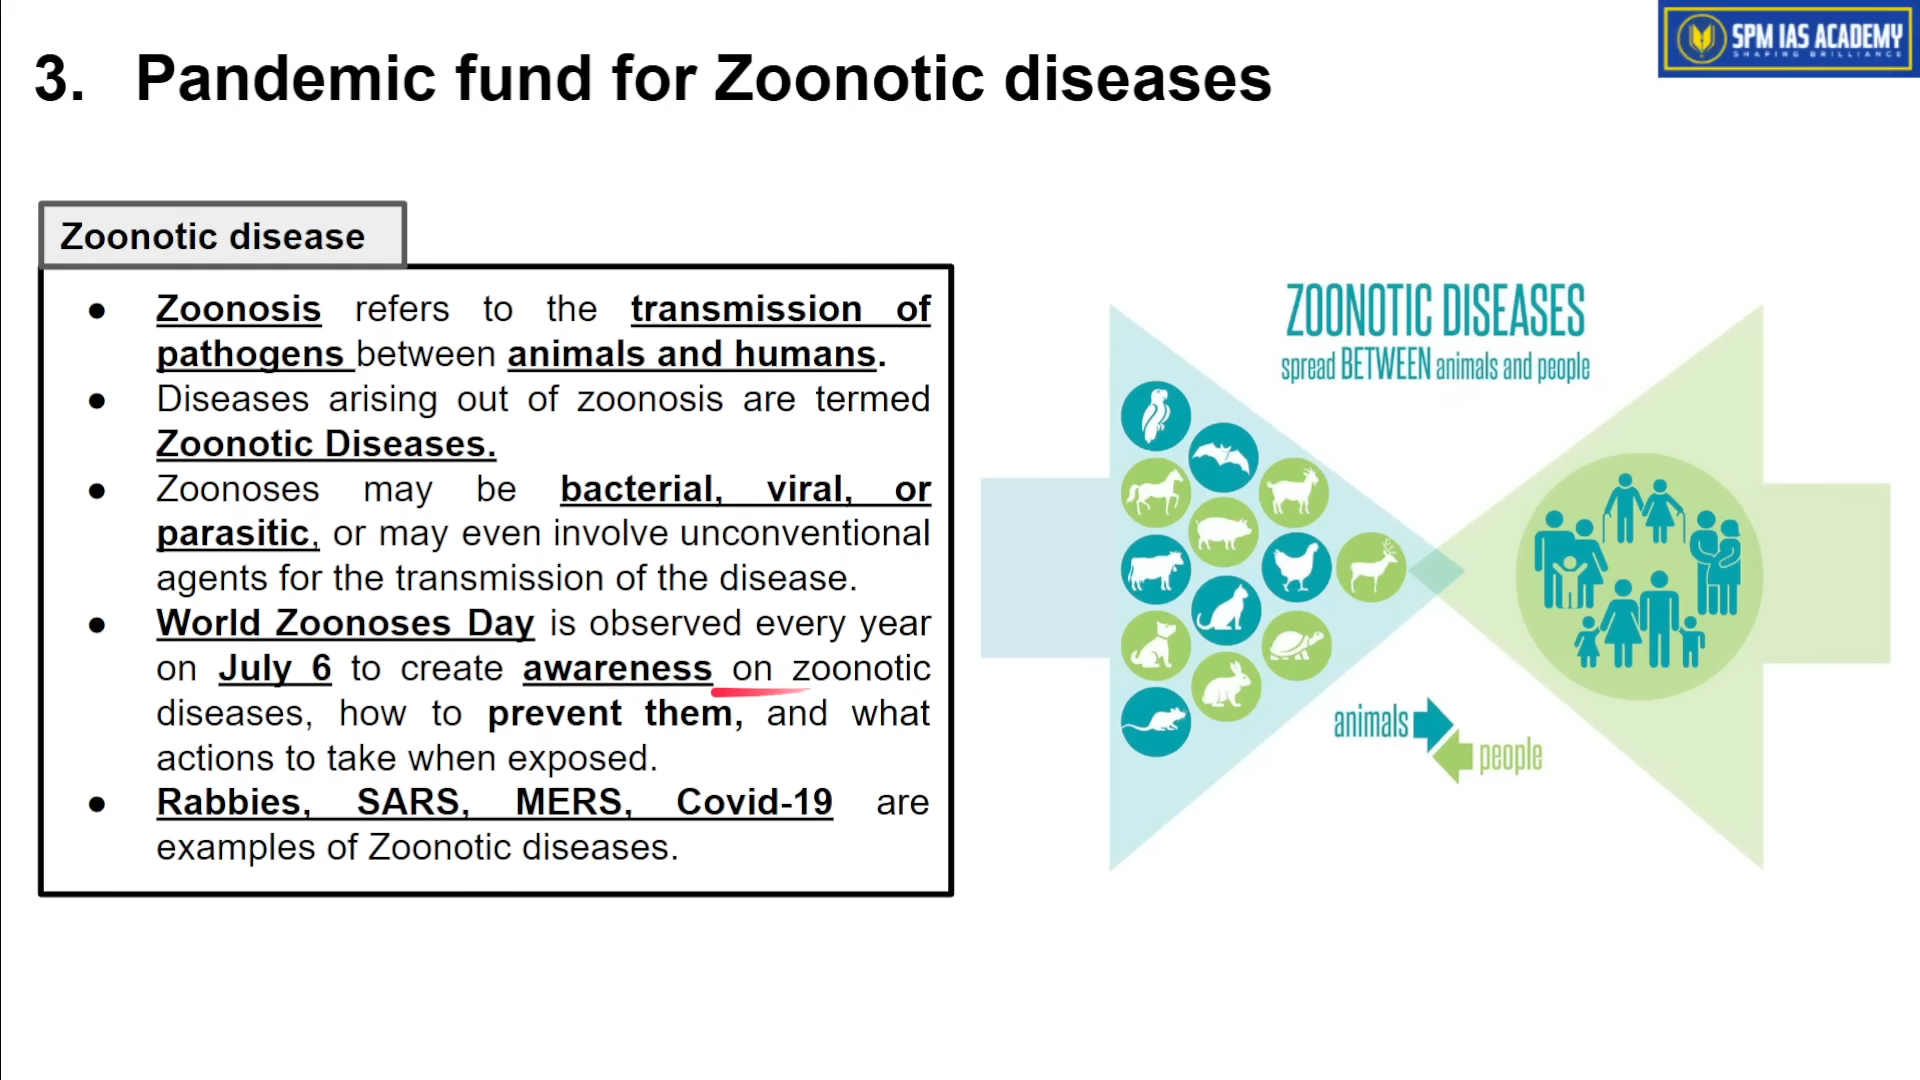 SPM IAS ACADEMY
SHAPING BRILLIANCE
3. Pandemic fund for Zoonotic diseases
Zoonotic disease
● Zoonosis refers to the transmission of
pathogens between animals and humans.
● Diseases arising out of zoonosis are termed
Zoonotic Diseases.
● Zoonoses may be bacterial, viral, or
parasitic, or may even involve unconventional
agents for the transmission of the disease.
● World Zoonoses Day is observed every year
on July 6 to create awareness on zoonotic
diseases, how to prevent them, and what
actions to take when exposed.
● Rabbies, SARS, MERS, Covid-19 are
examples of Zoonotic diseases.
ZOONOTIC DISEASES
spread BETWEEN animals and people
animals
people